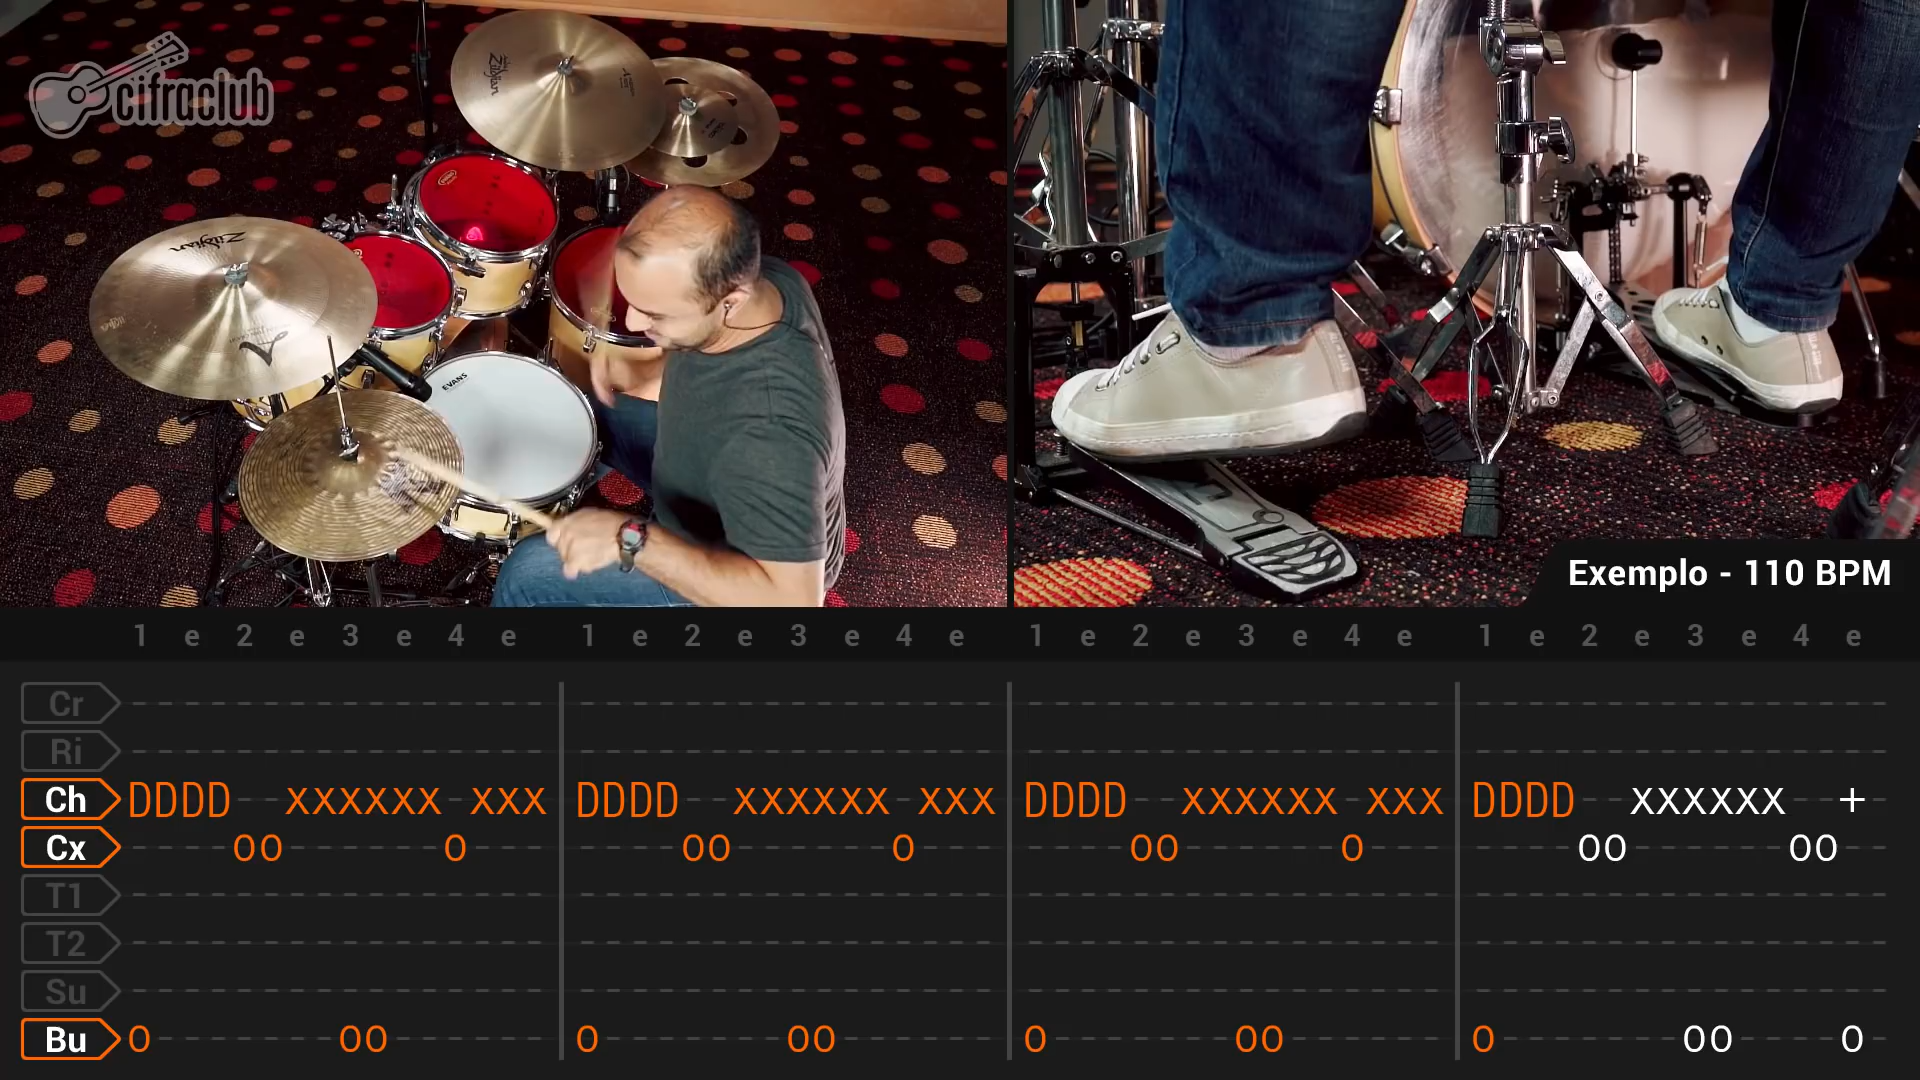 cifraclub
Zildjian
Zildjian
EVANS
Exemplo - 110 BPM
1 e 2 e 3 e 4 e 1 e 2 e 3 e 4 e 1 e 2 e 3 e 4 e 1 e 2 e 3 e 4 e
Cr
Ri
Ch DDDD--XXXXXX-XXX DDDD--XXXXXX-XXX DDDD--XXXXXX-XXX DDDD--XXXXXX--+-
Cx ----OO------O--- ----OO------O--- ----OO------O--- ----OO------OO--
T1
T2
Su
Bu O-------OO------ O-------OO------ O-------OO------ O-------OO----O-